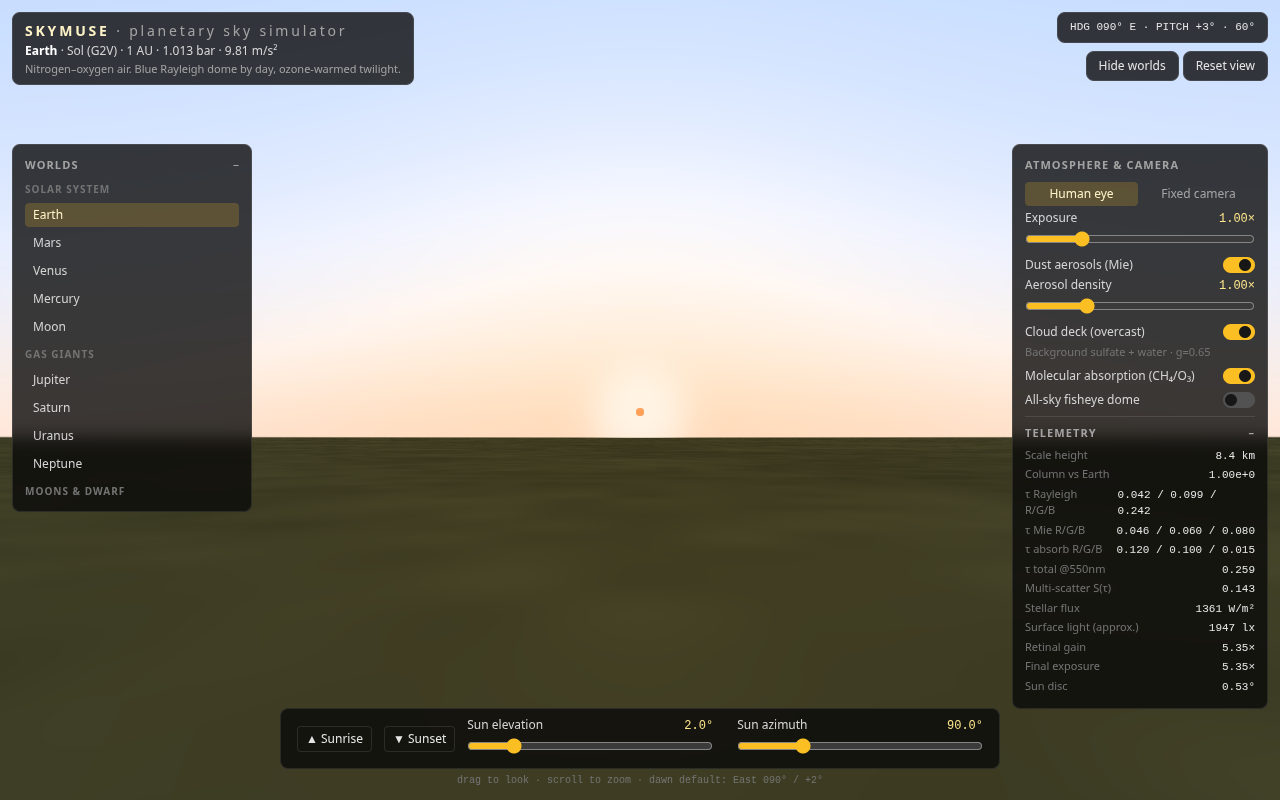 SKYMUSE · planetary sky simulator
Earth · Sol (G2V) · 1 AU · 1.013 bar · 9.81 m/s²
Nitrogen–oxygen air. Blue Rayleigh dome by day, ozone-warmed twilight.
HDG 090° E · PITCH +3° · 60°
Hide worlds
Reset view
WORLDS –
SOLAR SYSTEM
Earth
Mars
Venus
Mercury
Moon
GAS GIANTS
Jupiter
Saturn
Uranus
Neptune
MOONS & DWARF
ATMOSPHERE & CAMERA
Human eye Fixed camera
Exposure 1.00×
Dust aerosols (Mie)
Aerosol density 1.00×
Cloud deck (overcast)
Background sulfate + water · g=0.65
Molecular absorption (CH₄/O₃)
All-sky fisheye dome
TELEMETRY –
Scale height 8.4 km
Column vs Earth 1.00e+0
τ Rayleigh 0.042 / 0.099 /
R/G/B 0.242
τ Mie R/G/B 0.046 / 0.060 / 0.080
τ absorb R/G/B 0.120 / 0.100 / 0.015
τ total @550nm 0.259
Multi-scatter S(τ) 0.143
Stellar flux 1361 W/m²
Surface light (approx.) 1947 lx
Retinal gain 5.35×
Final exposure 5.35×
Sun disc 0.53°
▲ Sunrise
▼ Sunset
Sun elevation 2.0°
Sun azimuth 90.0°
drag to look · scroll to zoom · dawn default: East 090° / +2°